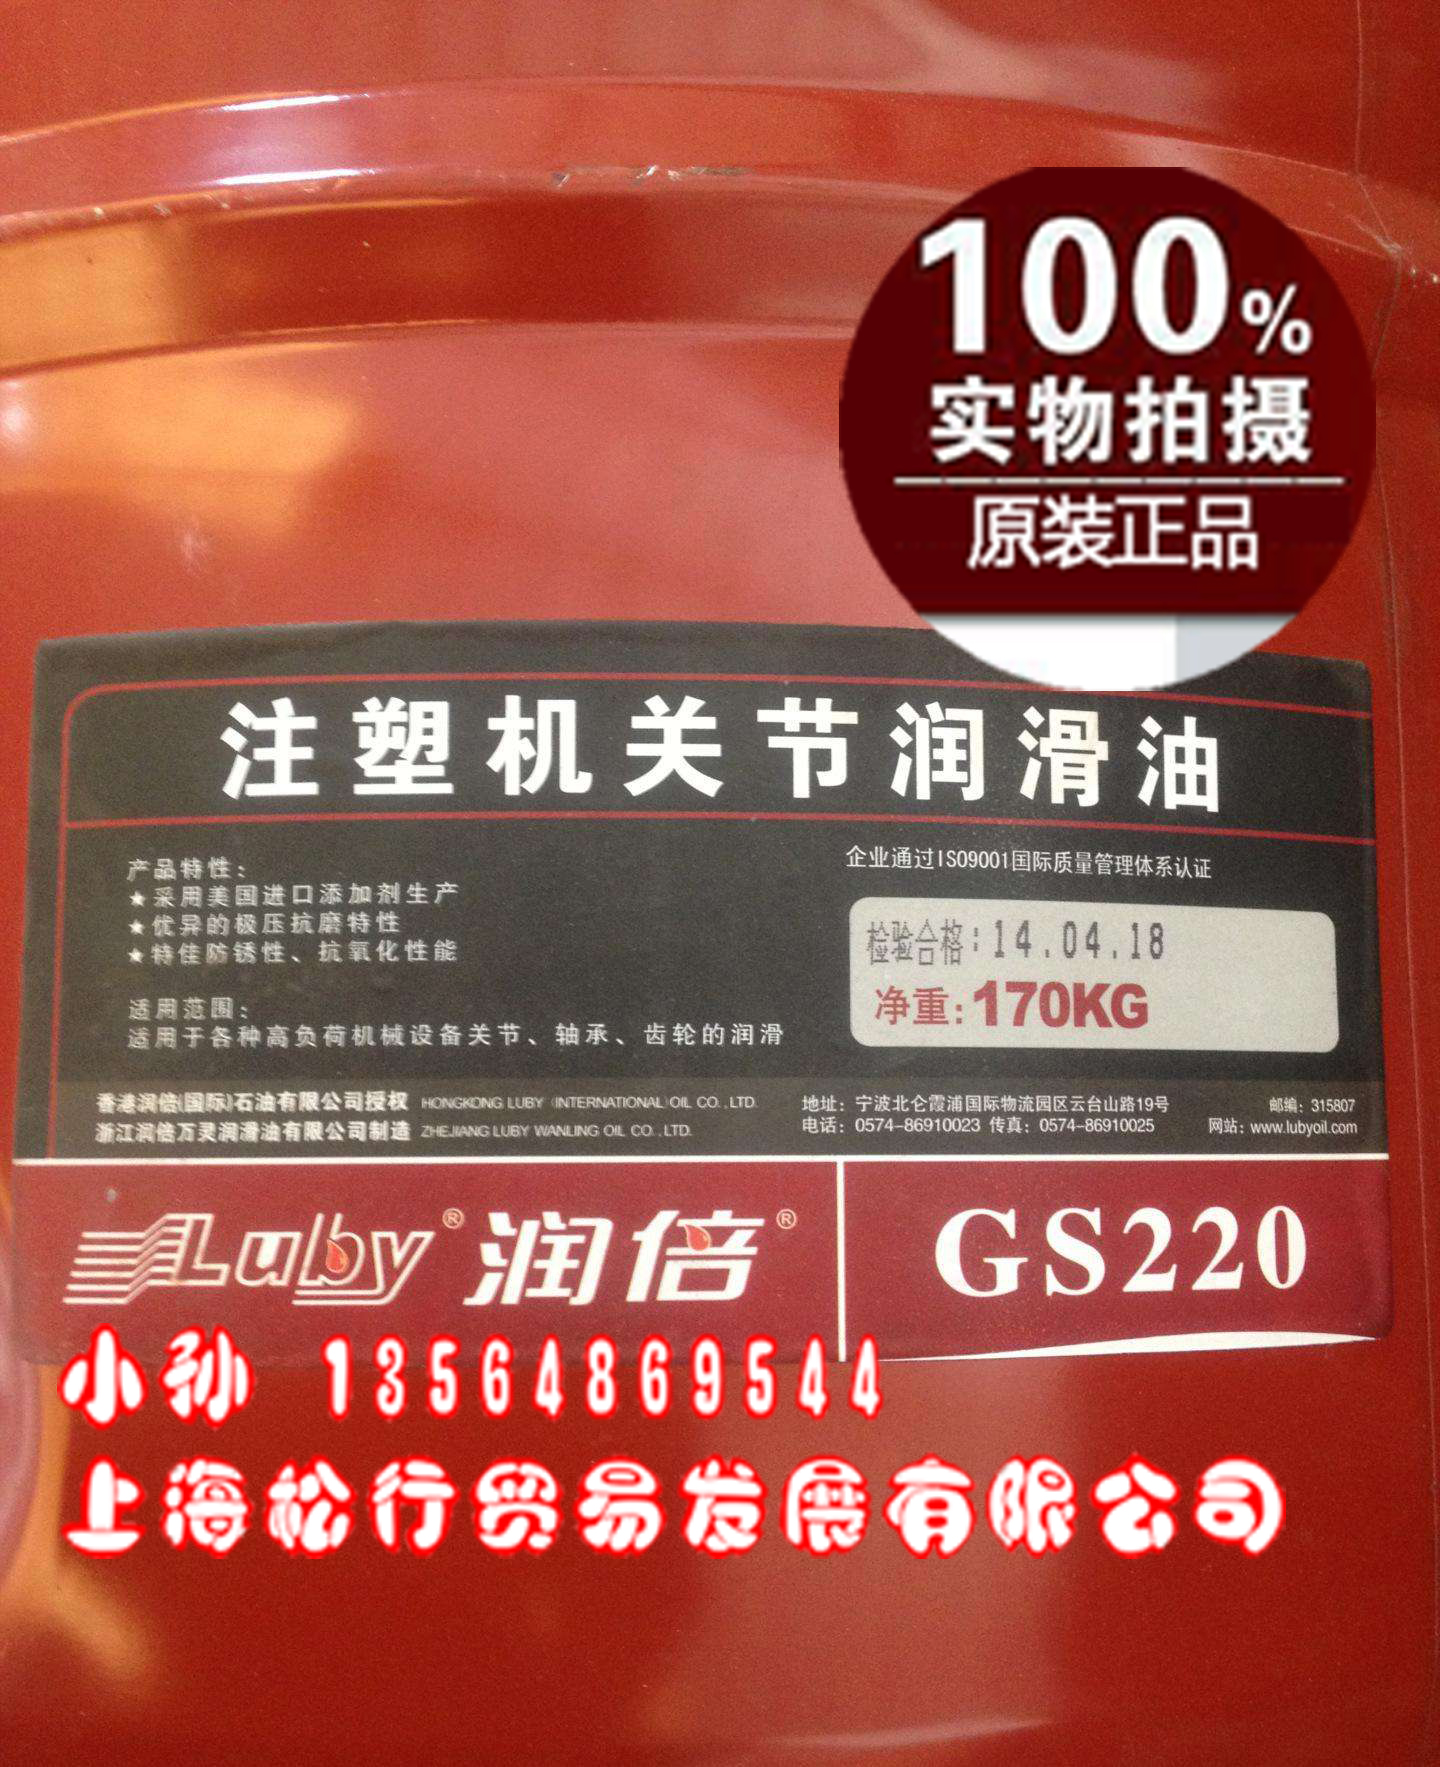 100%
实物拍摄
原装正品
注塑机关节润滑油
产品特性：
★采用美国进口添加剂生产
★优异的极压抗磨特性
★特佳防锈性、抗氧化性能
适用范围：
适用于各种高负荷机械设备关节、轴承、齿轮的润滑
企业通过ISO9001国际质量管理体系认证
检验合格：14.04.18
净重：170KG
香港润倍(国际)石油有限公司授权 HONGKONG LUBY (INTERNATIONAL) OIL CO.,LTD.
浙江润倍万灵润滑油有限公司制造 ZHEJIANG LUBY WANLING OIL CO.,LTD.
地址：宁波北仑霞浦国际物流园区云台山路19号 邮编：315807
电话：0574-86910023 传真：0574-86910025 网站：www.lubyoil.com
Luby® 润倍®
GS220
小孙 13564869544
上海松行贸易发展有限公司